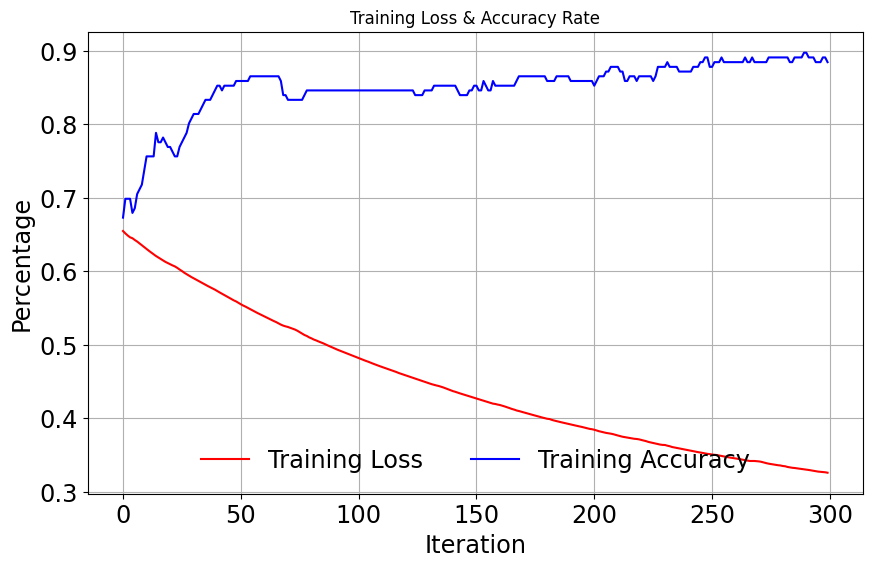 Training Loss & Accuracy Rate
Percentage
0.9
0.8
0.7
0.6
0.5
0.4
0.3
Training Loss
Training Accuracy
0 50 100 150 200 250 300
Iteration